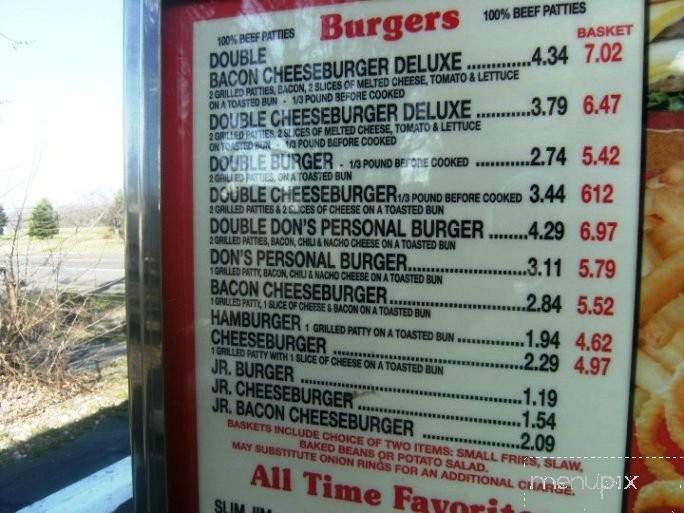 100% BEEF PATTIES Burgers 100% BEEF PATTIES
BASKET
DOUBLE
BACON CHEESEBURGER DELUXE .............4.34 7.02
2 GRILLED PATTIES, BACON, 2 SLICES OF MELTED CHEESE, TOMATO & LETTUCE
ON A TOASTED BUN - 1/3 POUND BEFORE COOKED
DOUBLE CHEESEBURGER DELUXE ............3.79 6.47
2 GRILLED PATTIES, 2 SLICES OF MELTED CHEESE, TOMATO & LETTUCE
ON TOASTED BUN - 1/3 POUND BEFORE COOKED
DOUBLE BURGER - 1/3 POUND BEFORE COOKED ...........2.74 5.42
2 GRILLED PATTIES, ON A TOASTED BUN
DOUBLE CHEESEBURGER 1/3 POUND BEFORE COOKED 3.44 612
2 GRILLED PATTIES & 2 SLICES OF CHEESE ON A TOASTED BUN
DOUBLE DON'S PERSONAL BURGER ........4.29 6.97
2 GRILLED PATTIES, BACON, CHILI & NACHO CHEESE ON A TOASTED BUN
DON'S PERSONAL BURGER........................3.11 5.79
1 GRILLED PATTY, BACON, CHILI & NACHO CHEESE ON A TOASTED BUN
BACON CHEESEBURGER ............................2.84 5.52
1 GRILLED PATTY, 1 SLICE OF CHEESE & BACON ON A TOASTED BUN
HAMBURGER 1 GRILLED PATTY ON A TOASTED BUN ..............1.94 4.62
CHEESEBURGER ......................................2.29 4.97
1 GRILLED PATTY WITH 1 SLICE OF CHEESE ON A TOASTED BUN
JR. BURGER ............................................1.19
JR. CHEESEBURGER .................................1.54
JR. BACON CHEESEBURGER ....................2.09
BASKETS INCLUDE CHOICE OF TWO ITEMS: SMALL FRIES, SLAW,
BAKED BEANS OR POTATO SALAD.
MAY SUBSTITUTE ONION RINGS FOR AN ADDITIONAL CHARGE.
All Time Favorit
SLIM JIM
menupix